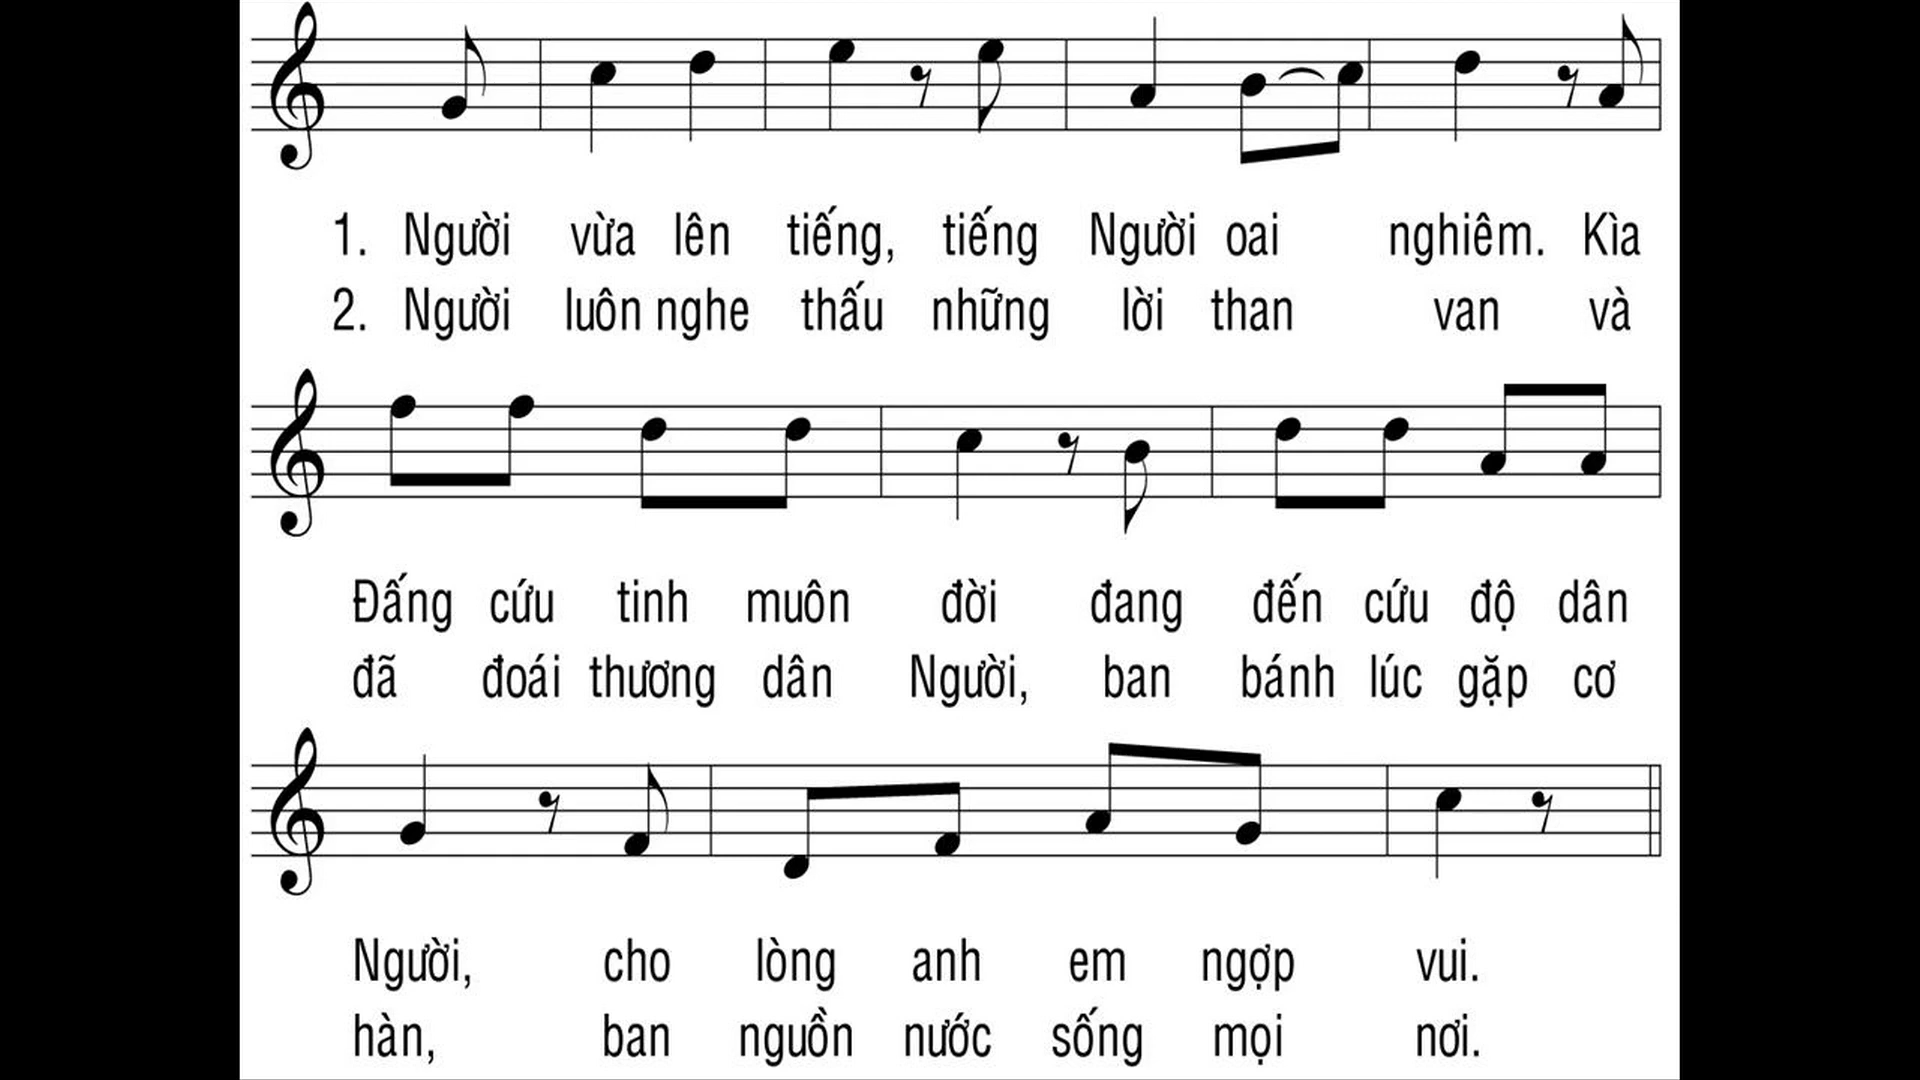 1. Người vừa lên tiếng, tiếng Người oai nghiêm. Kìa
2. Người luôn nghe thấu những lời than van và
Đấng cứu tinh muôn đời đang đến cứu độ dân
đã đoái thương dân Người, ban bánh lúc gặp cơ
Người, cho lòng anh em ngợp vui.
hàn, ban nguồn nước sống mọi nơi.